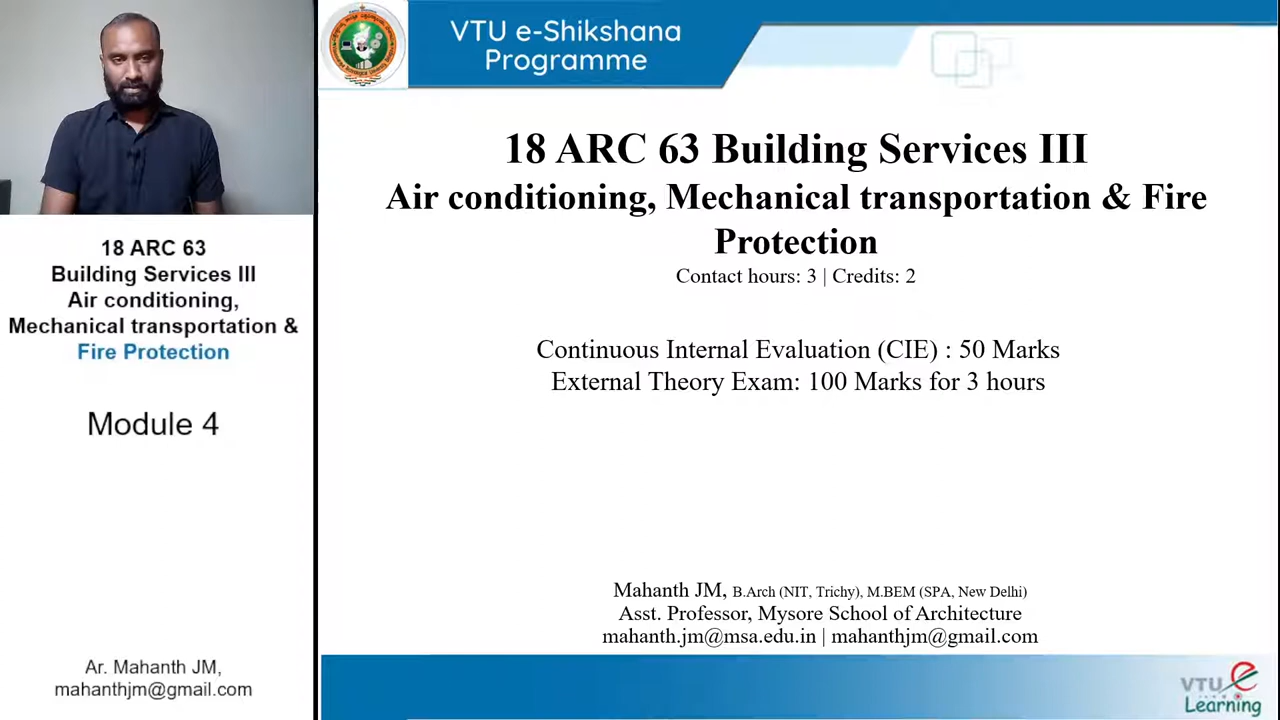 VTU e-Shikshana
Programme
18 ARC 63 Building Services III
Air conditioning, Mechanical transportation & Fire
Protection
Contact hours: 3 | Credits: 2
Continuous Internal Evaluation (CIE) : 50 Marks
External Theory Exam: 100 Marks for 3 hours
Mahanth JM, B.Arch (NIT, Trichy), M.BEM (SPA, New Delhi)
Asst. Professor, Mysore School of Architecture
mahanth.jm@msa.edu.in | mahanthjm@gmail.com
18 ARC 63
Building Services III
Air conditioning,
Mechanical transportation &
Fire Protection
Module 4
Ar. Mahanth JM,
mahanthjm@gmail.com
VTU e
Learning